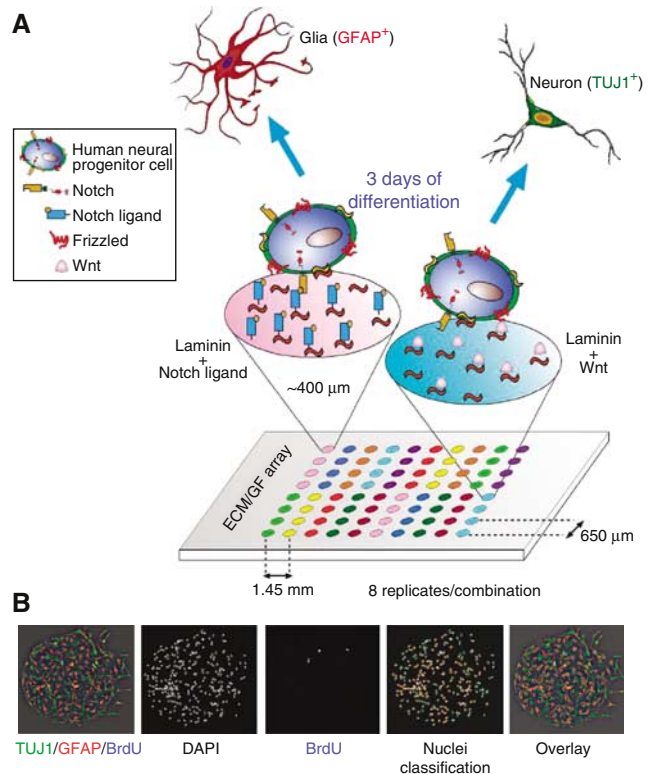 A
Glia (GFAP+)
Neuron (TUJ1+)
Human neural
progenitor cell
Notch
Notch ligand
Frizzled
Wnt
3 days of
differentiation
Laminin
+
Notch ligand
~400 μm
Laminin
+
Wnt
ECM/GF array
650 μm
1.45 mm
8 replicates/combination
B
TUJ1/GFAP/BrdU
DAPI
BrdU
Nuclei
classification
Overlay